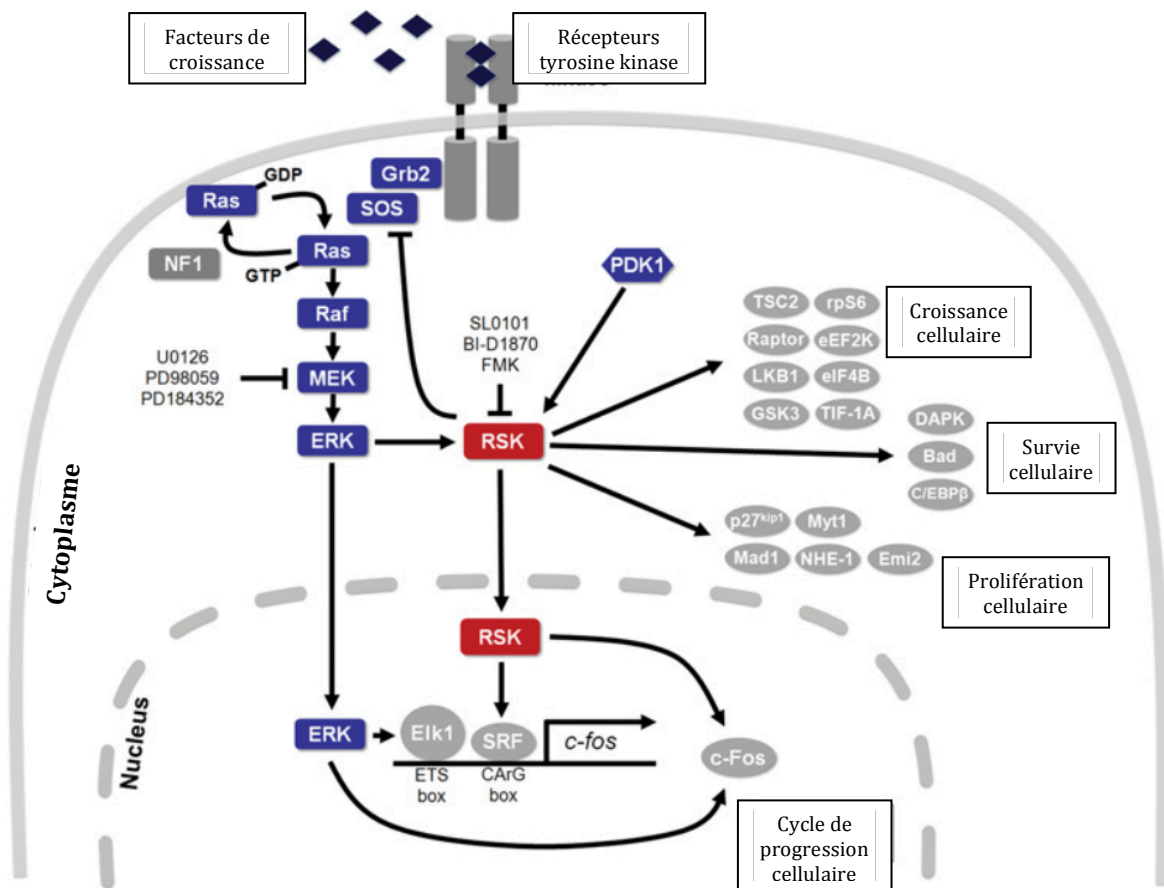 Facteurs de
croissance
Récepteurs
tyrosine kinase
Grb2
SOS
GDP
Ras
Ras
GTP
NF1
Raf
MEK
ERK
U0126
PD98059
PD184352
SL0101
BI-D1870
FMK
PDK1
RSK
TSC2 rpS6
Raptor eEF2K
LKB1 eIF4B
GSK3 TIF-1A
Croissance
cellulaire
DAPK
Bad
C/EBPβ
Survie
cellulaire
p27kip1 Myt1
Mad1 NHE-1 Emi2
Prolifération
cellulaire
Cytoplasme
Nucleus
RSK
ERK
Elk1
SRF
c-fos
ETS
box
CArG
box
c-Fos
Cycle de
progression
cellulaire